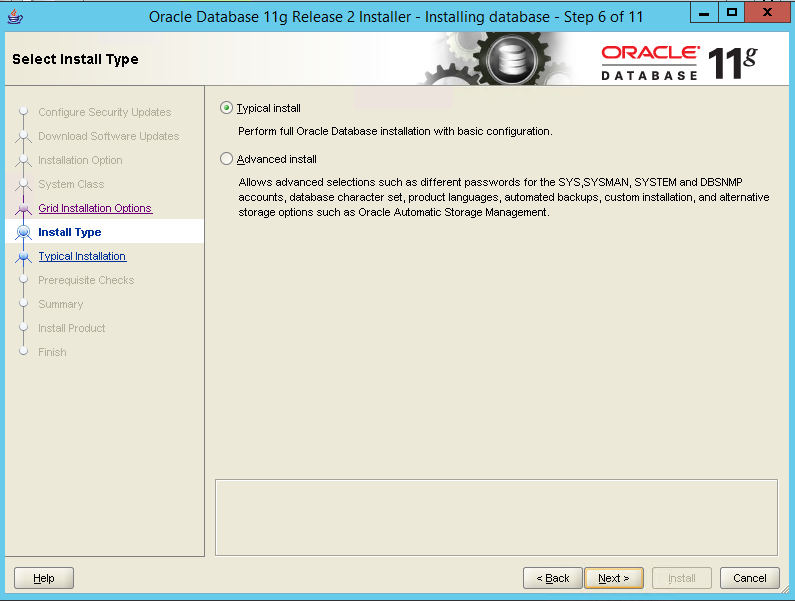 Oracle Database 11g Release 2 Installer - Installing database - Step 6 of 11
Select Install Type
ORACLE
DATABASE
11g
Configure Security Updates
Download Software Updates
Installation Option
System Class
Grid Installation Options
Install Type
Typical Installation
Prerequisite Checks
Summary
Install Product
Finish
Typical install
Perform full Oracle Database installation with basic configuration.
Advanced install
Allows advanced selections such as different passwords for the SYS,SYSMAN, SYSTEM and DBSNMP
accounts, database character set, product languages, automated backups, custom installation, and alternative
storage options such as Oracle Automatic Storage Management.
Help
< Back
Next >
Install
Cancel